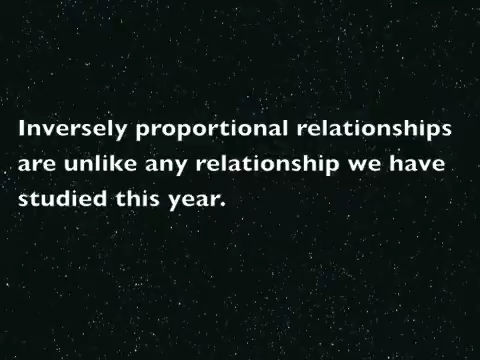 Inversely proportional relationships
are unlike any relationship we have
studied this year.